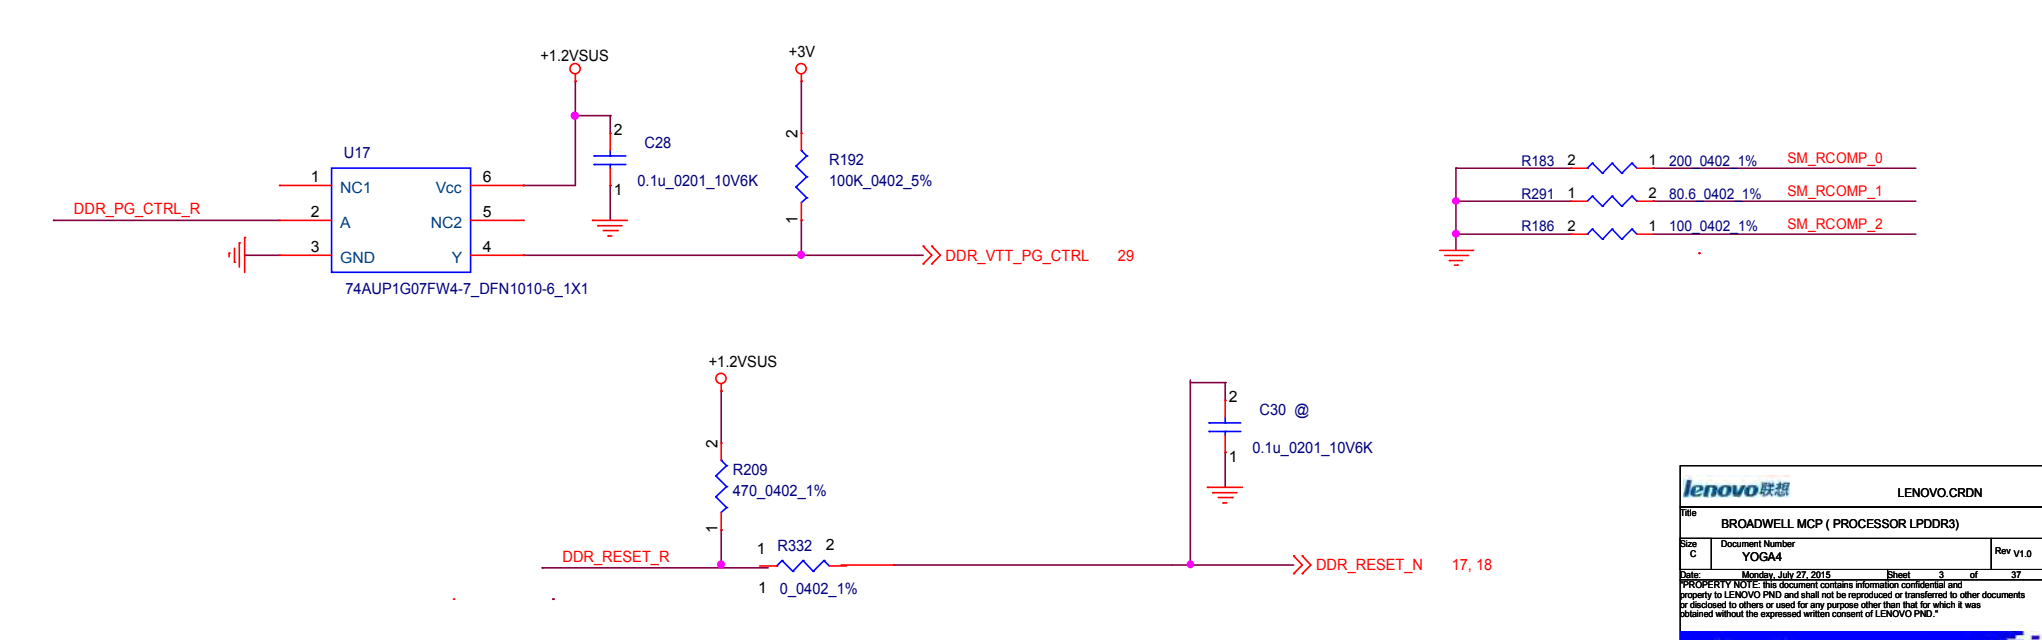 +1.2VSUS
+3V
2
C28
0.1u_0201_10V6K
1
2
R192
100K_0402_5%
1
U17
1
NC1
Vcc
6
DDR_PG_CTRL_R
2
A
NC2
5
3
GND
Y
4
74AUP1G07FW4-7_DFN1010-6_1X1
DDR_VTT_PG_CTRL 29
R183 2 1 200_0402_1% SM_RCOMP_0
R291 1 2 80.6_0402_1% SM_RCOMP_1
R186 2 1 100_0402_1% SM_RCOMP_2
+1.2VSUS
2
R209
470_0402_1%
1
DDR_RESET_R
1 R332 2
1 0_0402_1%
2
C30 @
0.1u_0201_10V6K
1
DDR_RESET_N 17, 18
lenovo联想
LENOVO.CRDN
Title
BROADWELL MCP ( PROCESSOR LPDDR3)
Size
C
Document Number
YOGA4
Rev V1.0
Date: Monday, July 27, 2015 Sheet 3 of 37
"PROPERTY NOTE: this document contains information confidential and
property to LENOVO PND and shall not be reproduced or transferred to other documents
or disclosed to others or used for any purpose other than that for which it was
obtained without the expressed written consent of LENOVO PND."